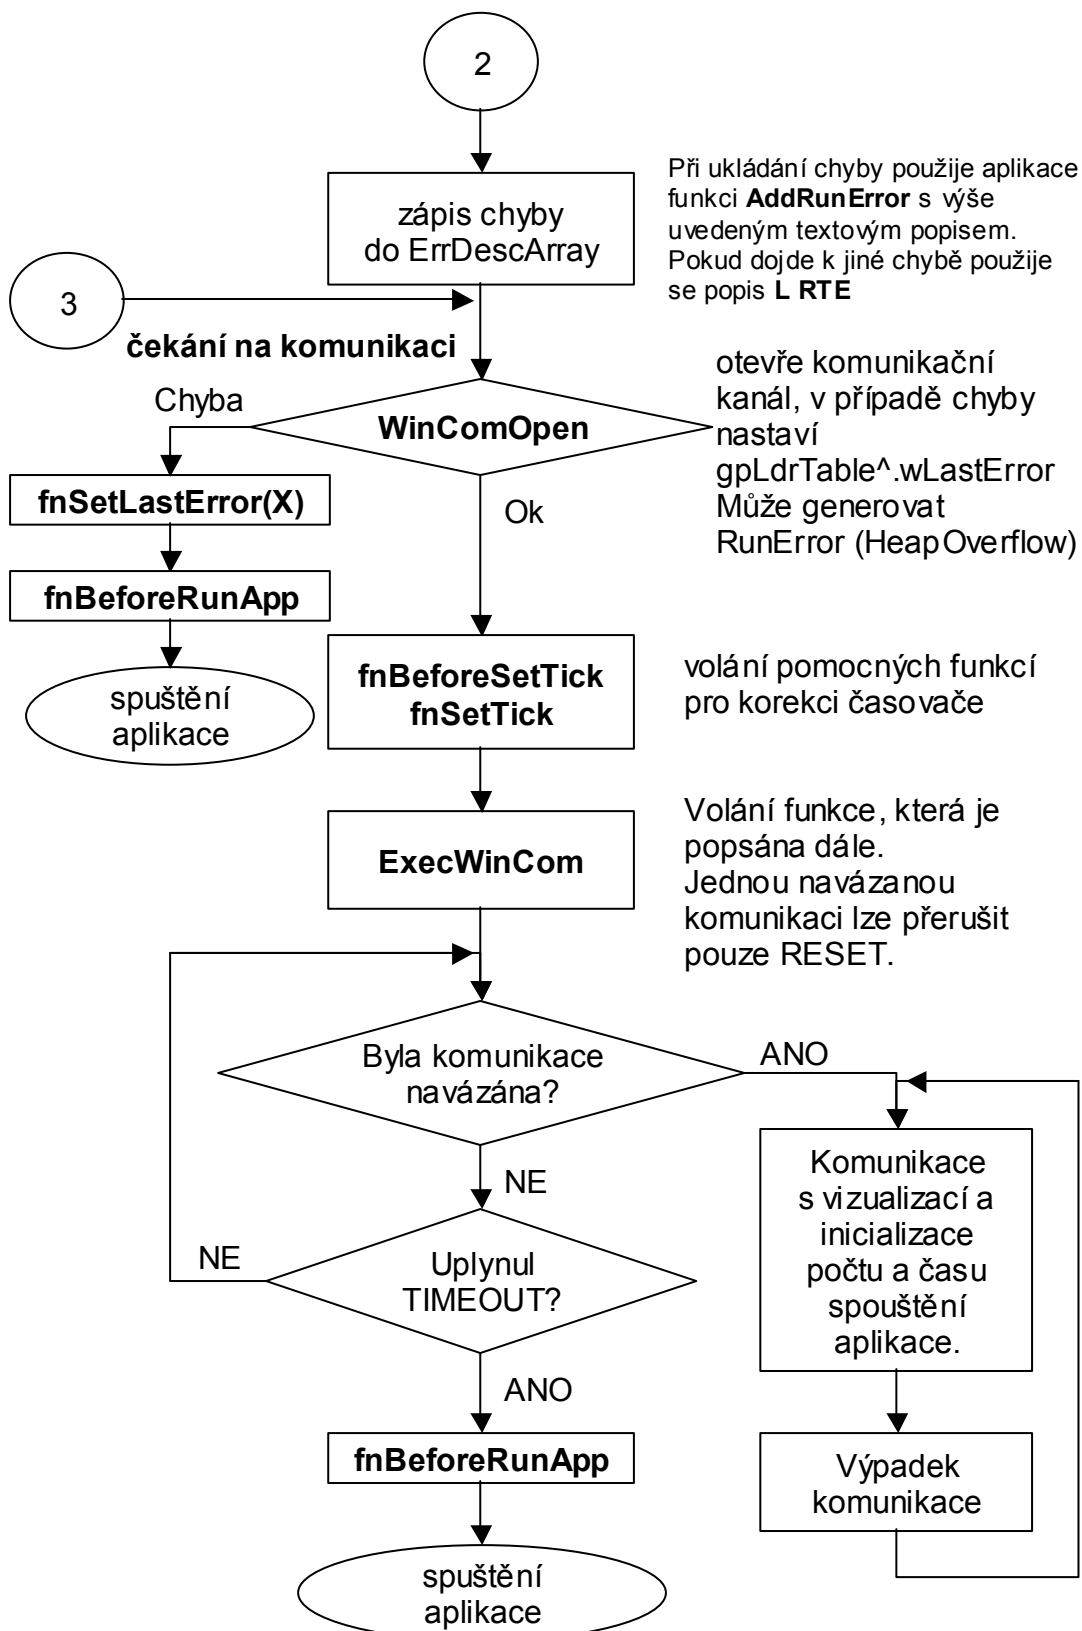 2
zápis chyby
do ErrDescArray
Při ukládání chyby použije aplikace
funkci AddRunError s výše
uvedeným textovým popisem.
Pokud dojde k jiné chybě použije
se popis L RTE
3
čekání na komunikaci
Chyba
WinComOpen
otevře komunikační
kanál, v případě chyby
nastaví
gpLdrTable^.wLastError
Může generovat
RunError (HeapOverflow)
fnSetLastError(X)
Ok
fnBeforeRunApp
spuštění
aplikace
fnBeforeSetTick
fnSetTick
volání pomocných funkcí
pro korekci časovače
ExecWinCom
Volání funkce, která je
popsána dále.
Jednou navázanou
komunikaci lze přerušit
pouze RESET.
Byla komunikace
navázána?
ANO
NE
Komunikace
s vizualizací a
inicializace
počtu a času
spouštění
aplikace.
NE
Uplynul
TIMEOUT?
ANO
fnBeforeRunApp
Výpadek
komunikace
spuštění
aplikace